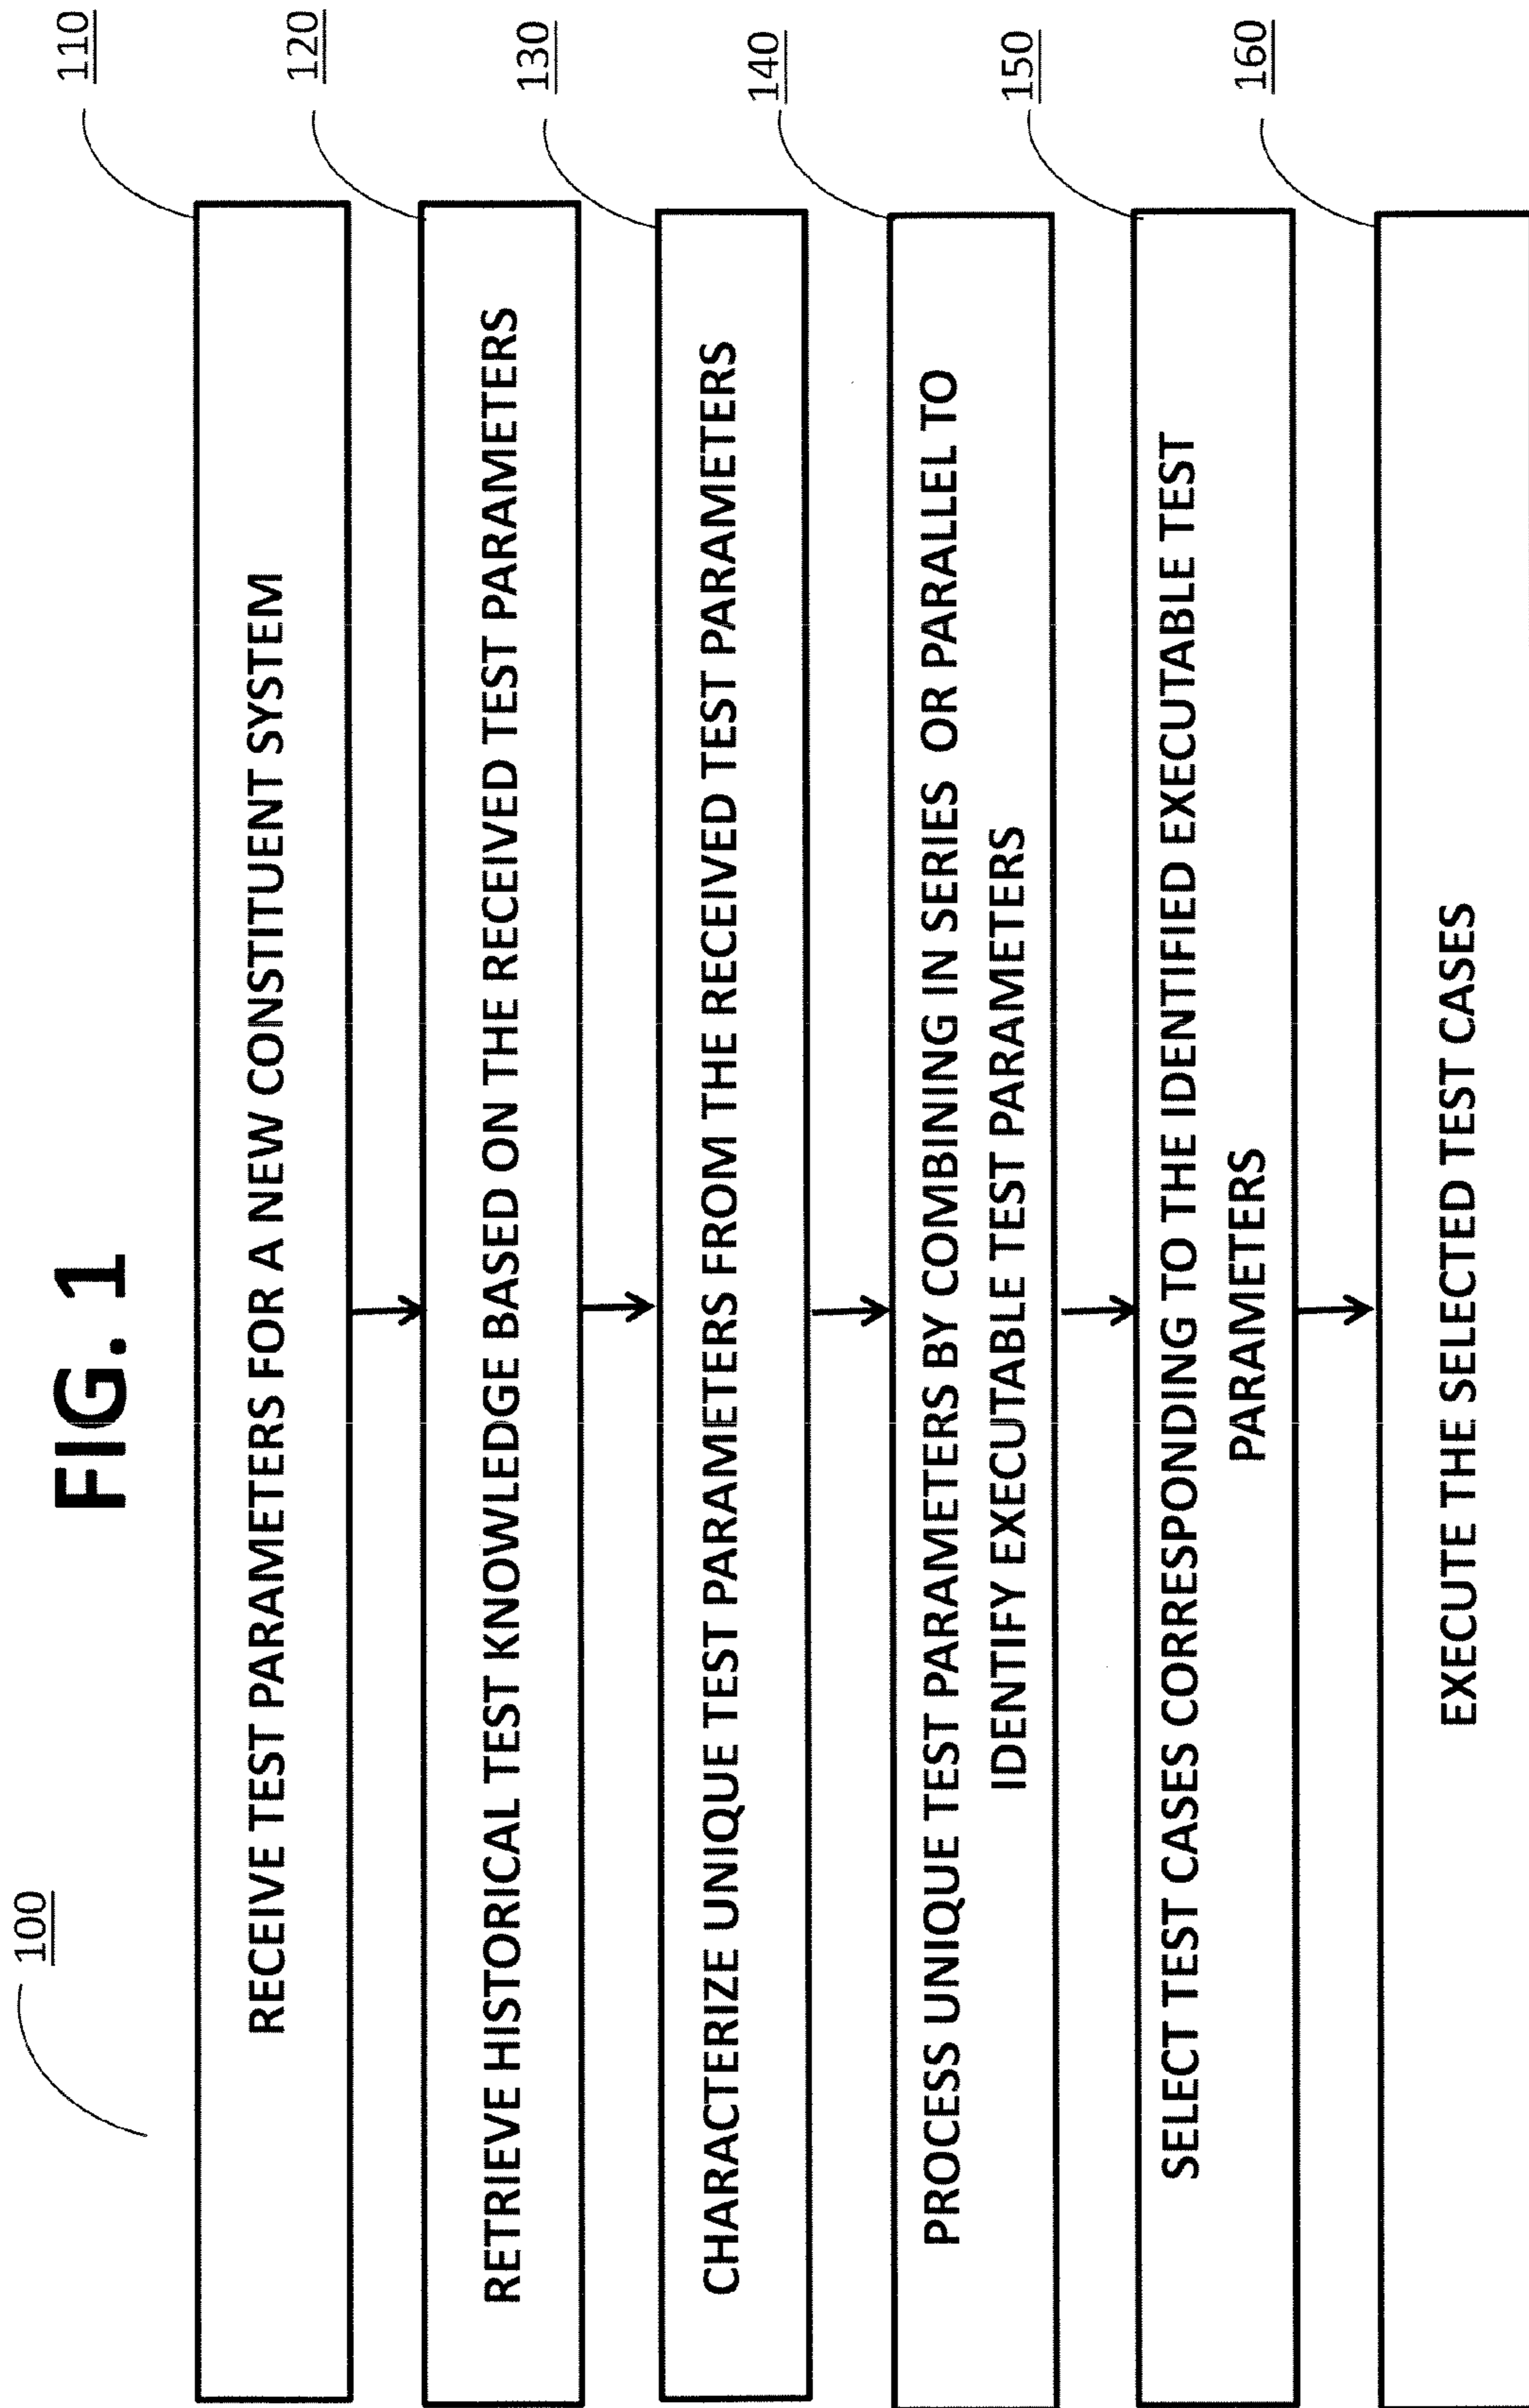 FIG. 1
100
RECEIVE TEST PARAMETERS FOR A NEW CONSTITUENT SYSTEM
110
RETRIEVE HISTORICAL TEST KNOWLEDGE BASED ON THE RECEIVED TEST PARAMETERS
120
CHARACTERIZE UNIQUE TEST PARAMETERS FROM THE RECEIVED TEST PARAMETERS
130
PROCESS UNIQUE TEST PARAMETERS BY COMBINING IN SERIES OR PARALLEL TO
IDENTIFY EXECUTABLE TEST PARAMETERS
140
SELECT TEST CASES CORRESPONDING TO THE IDENTIFIED EXECUTABLE TEST
PARAMETERS
150
EXECUTE THE SELECTED TEST CASES
160